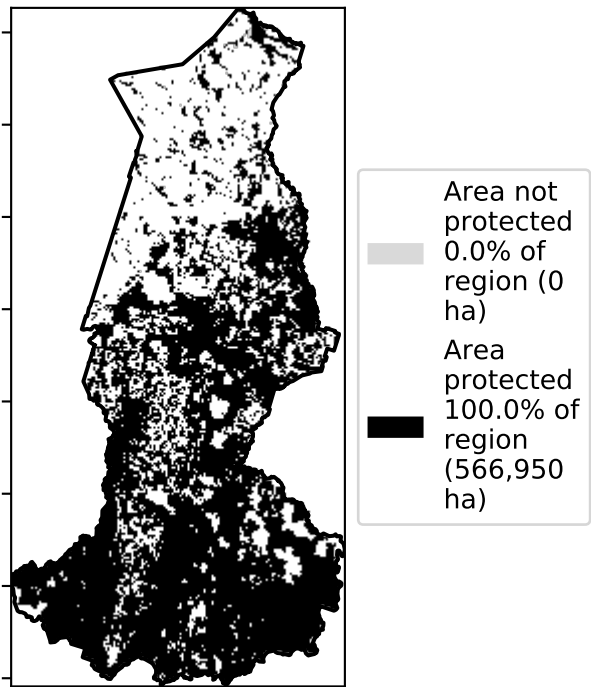 Area not
protected
0.0% of
region (0
ha)
Area
protected
100.0% of
region
(566,950
ha)